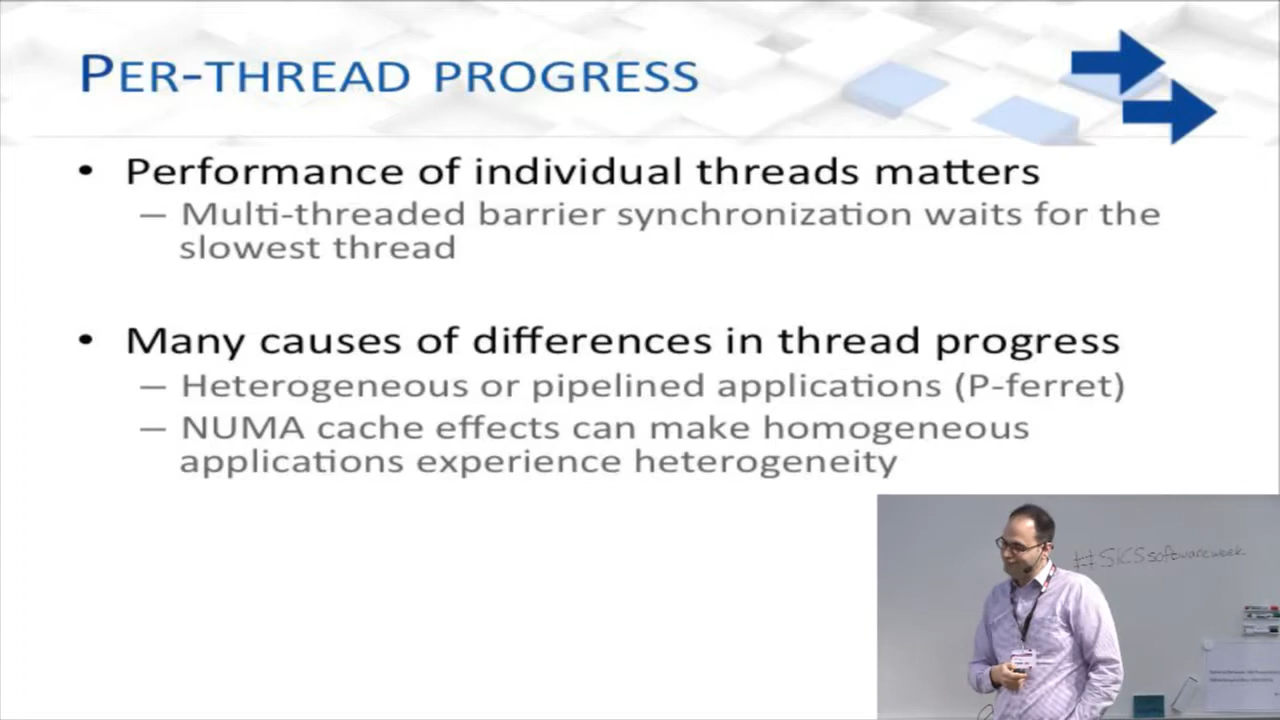 PER-THREAD PROGRESS
• Performance of individual threads matters
– Multi-threaded barrier synchronization waits for the
slowest thread
• Many causes of differences in thread progress
– Heterogeneous or pipelined applications (P-ferret)
– NUMA cache effects can make homogeneous
applications experience heterogeneity
#SICSsoftwareweek